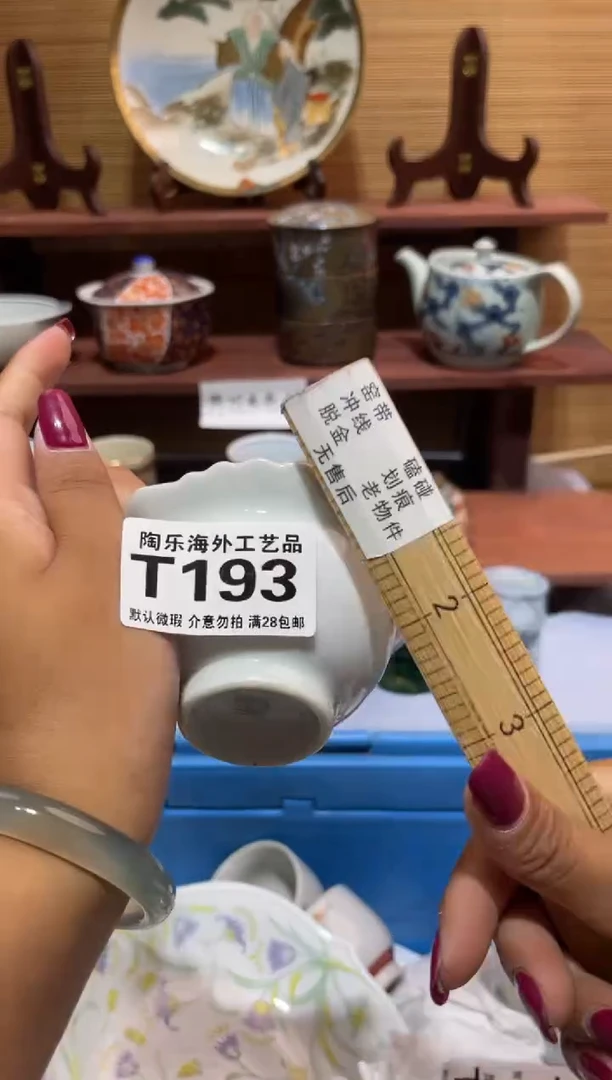 陶乐海外工艺品
T193
默认微瑕 介意勿拍 满28包邮
窑带
冲线
脱金
无售后
磕碰
划痕
老物件
2
3